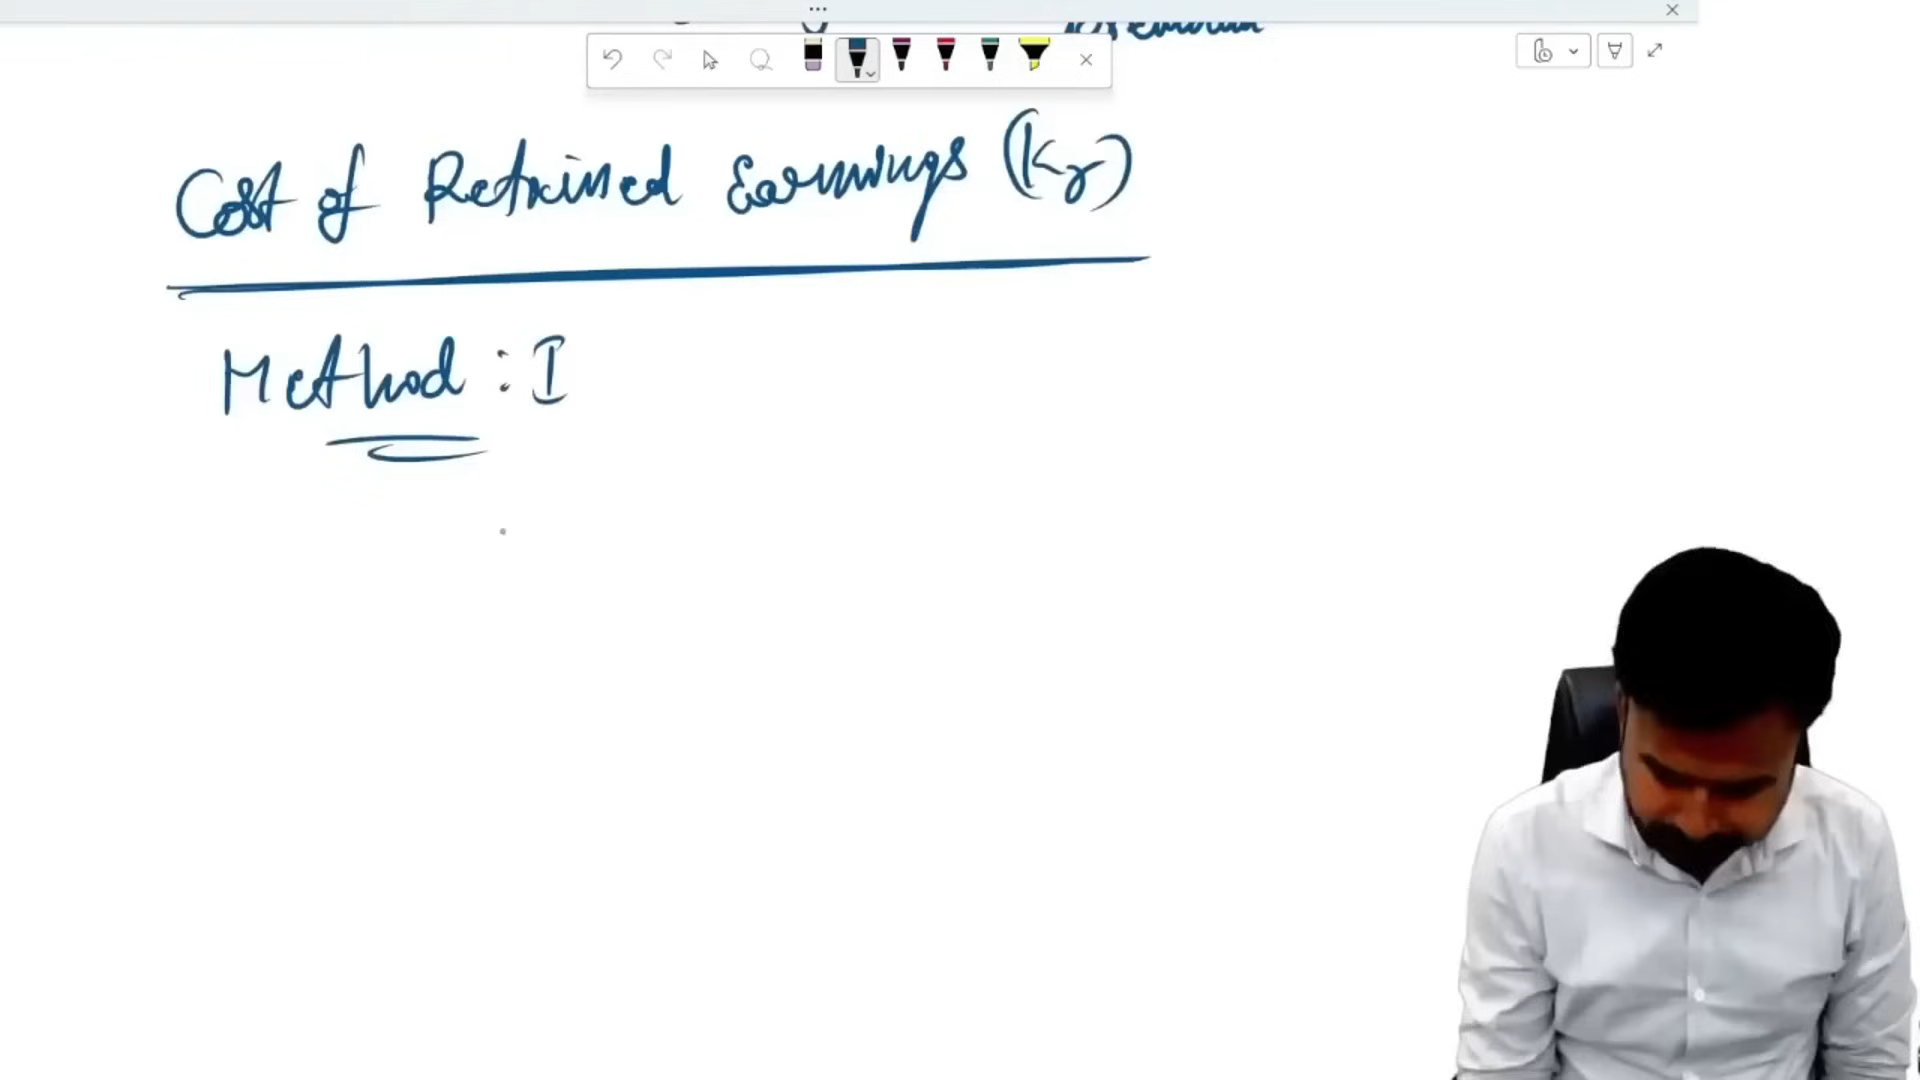 Cost of Retained Earnings (Kr)
Method : I